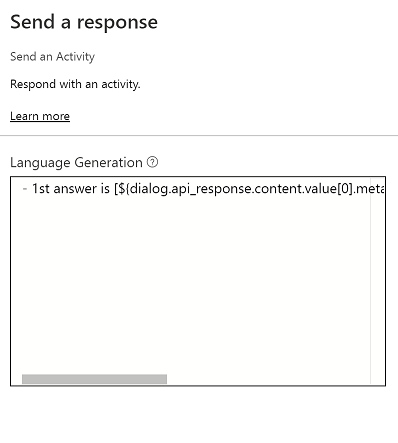 Send a response
Send an Activity
Respond with an activity.
Learn more
Language Generation ?
- 1st answer is [${dialog.api_response.content.value[0].meta